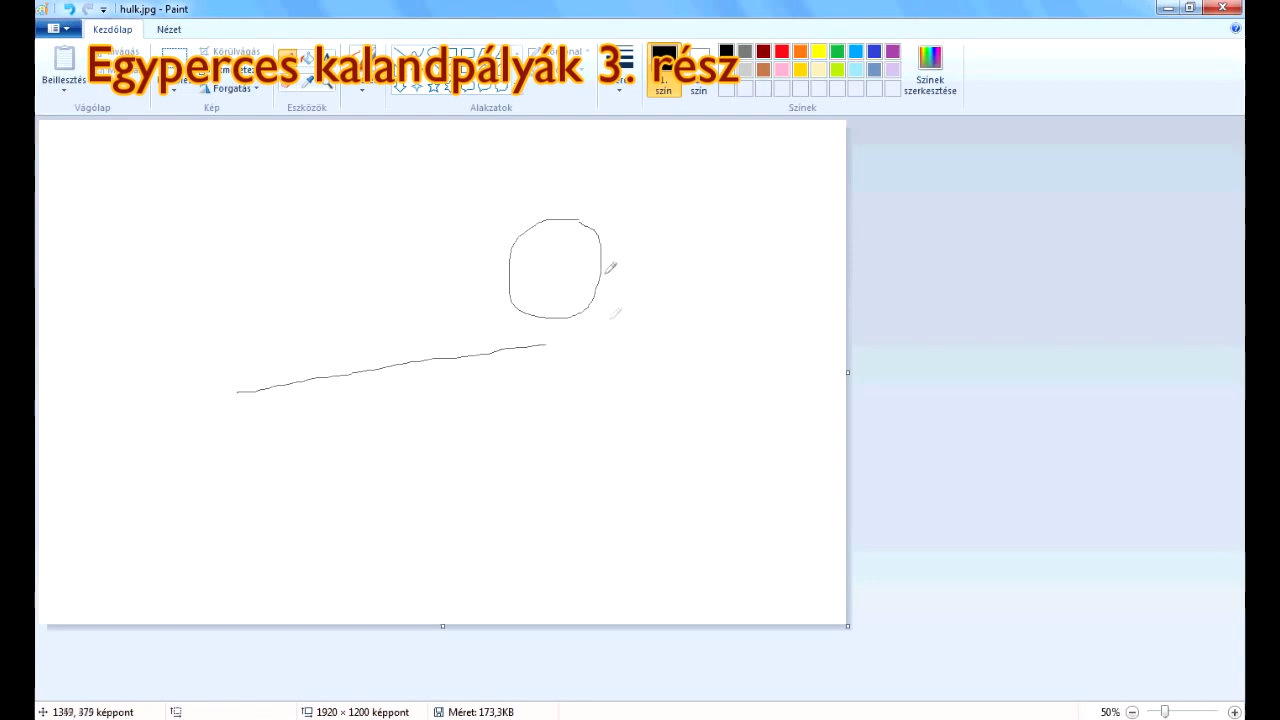 hulk.jpg - Paint
Kezdőlap
Nézet
Egyperces kalandpályák 3. rész
Körülvágás
Beillesztés
Forgatás
szín
szín
Színek
szerkesztése
Vágólap
Kép
Eszközök
Alakzatok
Színek
1920 × 1200 képpont
Méret: 173,3KB
50%